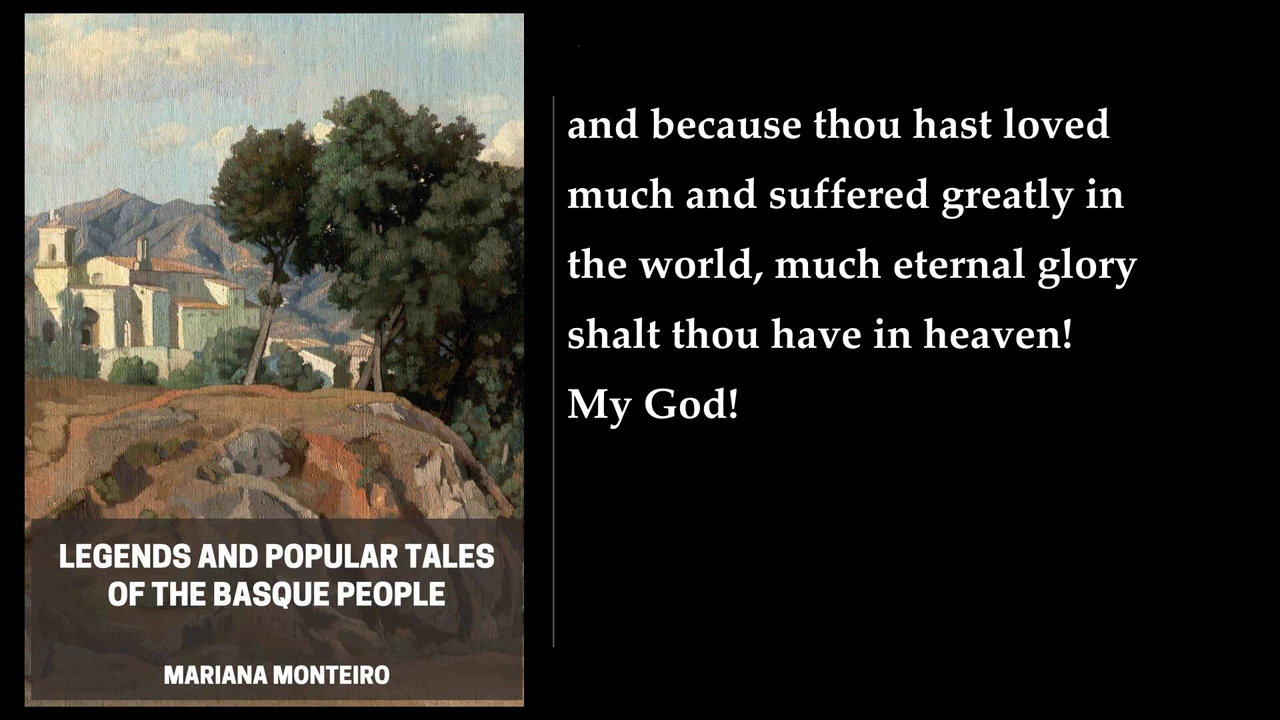 and because thou hast loved
much and suffered greatly in
the world, much eternal glory
shalt thou have in heaven!
My God!
LEGENDS AND POPULAR TALES
OF THE BASQUE PEOPLE
MARIANA MONTEIRO